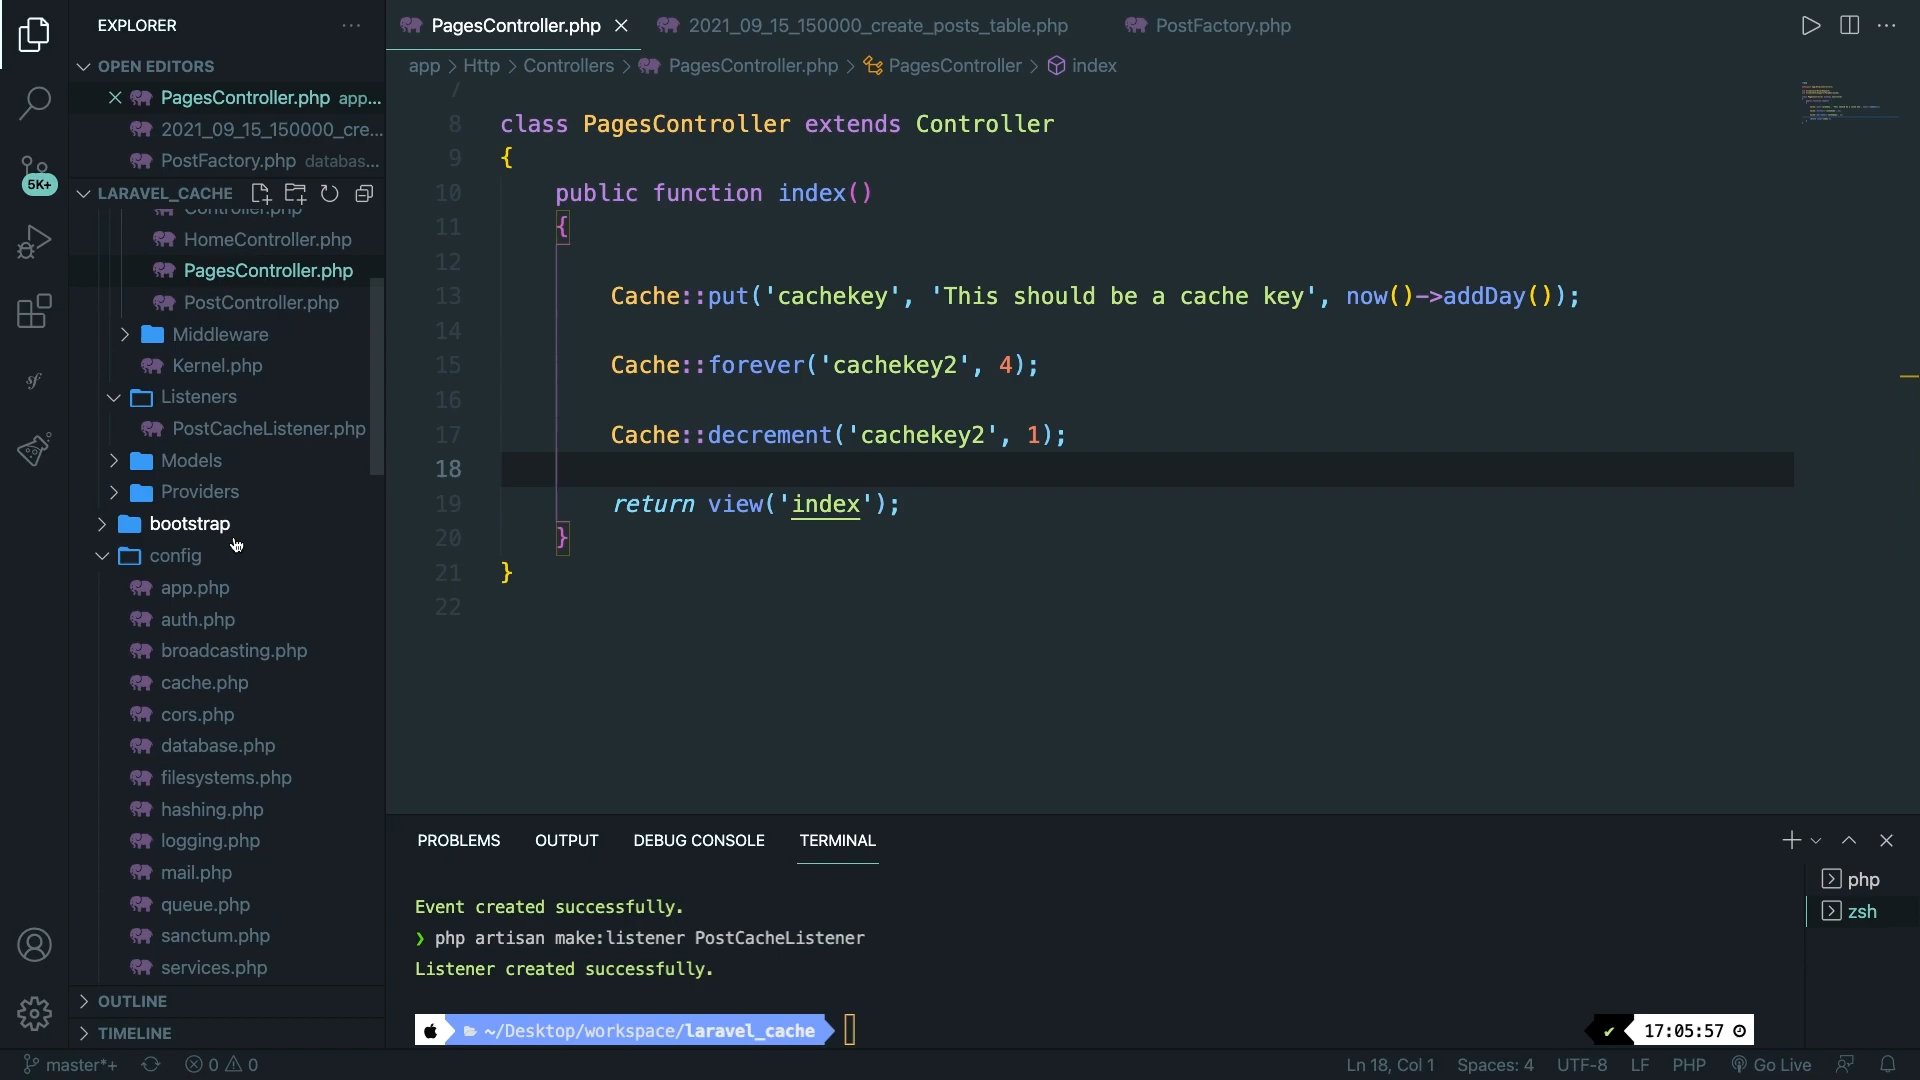 EXPLORER
OPEN EDITORS
PagesController.php app...
2021_09_15_150000_cre...
PostFactory.php databas...
5K+
LARAVEL_CACHE
Controller.php
HomeController.php
PagesController.php
PostController.php
Middleware
Kernel.php
Listeners
PostCacheListener.php
Models
Providers
bootstrap
config
app.php
auth.php
broadcasting.php
cache.php
cors.php
database.php
filesystems.php
hashing.php
logging.php
mail.php
queue.php
sanctum.php
services.php
OUTLINE
TIMELINE
PagesController.php 2021_09_15_150000_create_posts_table.php PostFactory.php
app > Http > Controllers > PagesController.php > PagesController > index
7
8 class PagesController extends Controller
9 {
10 public function index()
11 {
12
13 Cache::put('cachekey', 'This should be a cache key', now()->addDay());
14
15 Cache::forever('cachekey2', 4);
16
17 Cache::decrement('cachekey2', 1);
18
19 return view('index');
20 }
21 }
22
PROBLEMS OUTPUT DEBUG CONSOLE TERMINAL
php
zsh
Event created successfully.
❯ php artisan make:listener PostCacheListener
Listener created successfully.
~/Desktop/workspace/laravel_cache
✔ 17:05:57
master*+ 0 0 Ln 18, Col 1 Spaces: 4 UTF-8 LF PHP Go Live